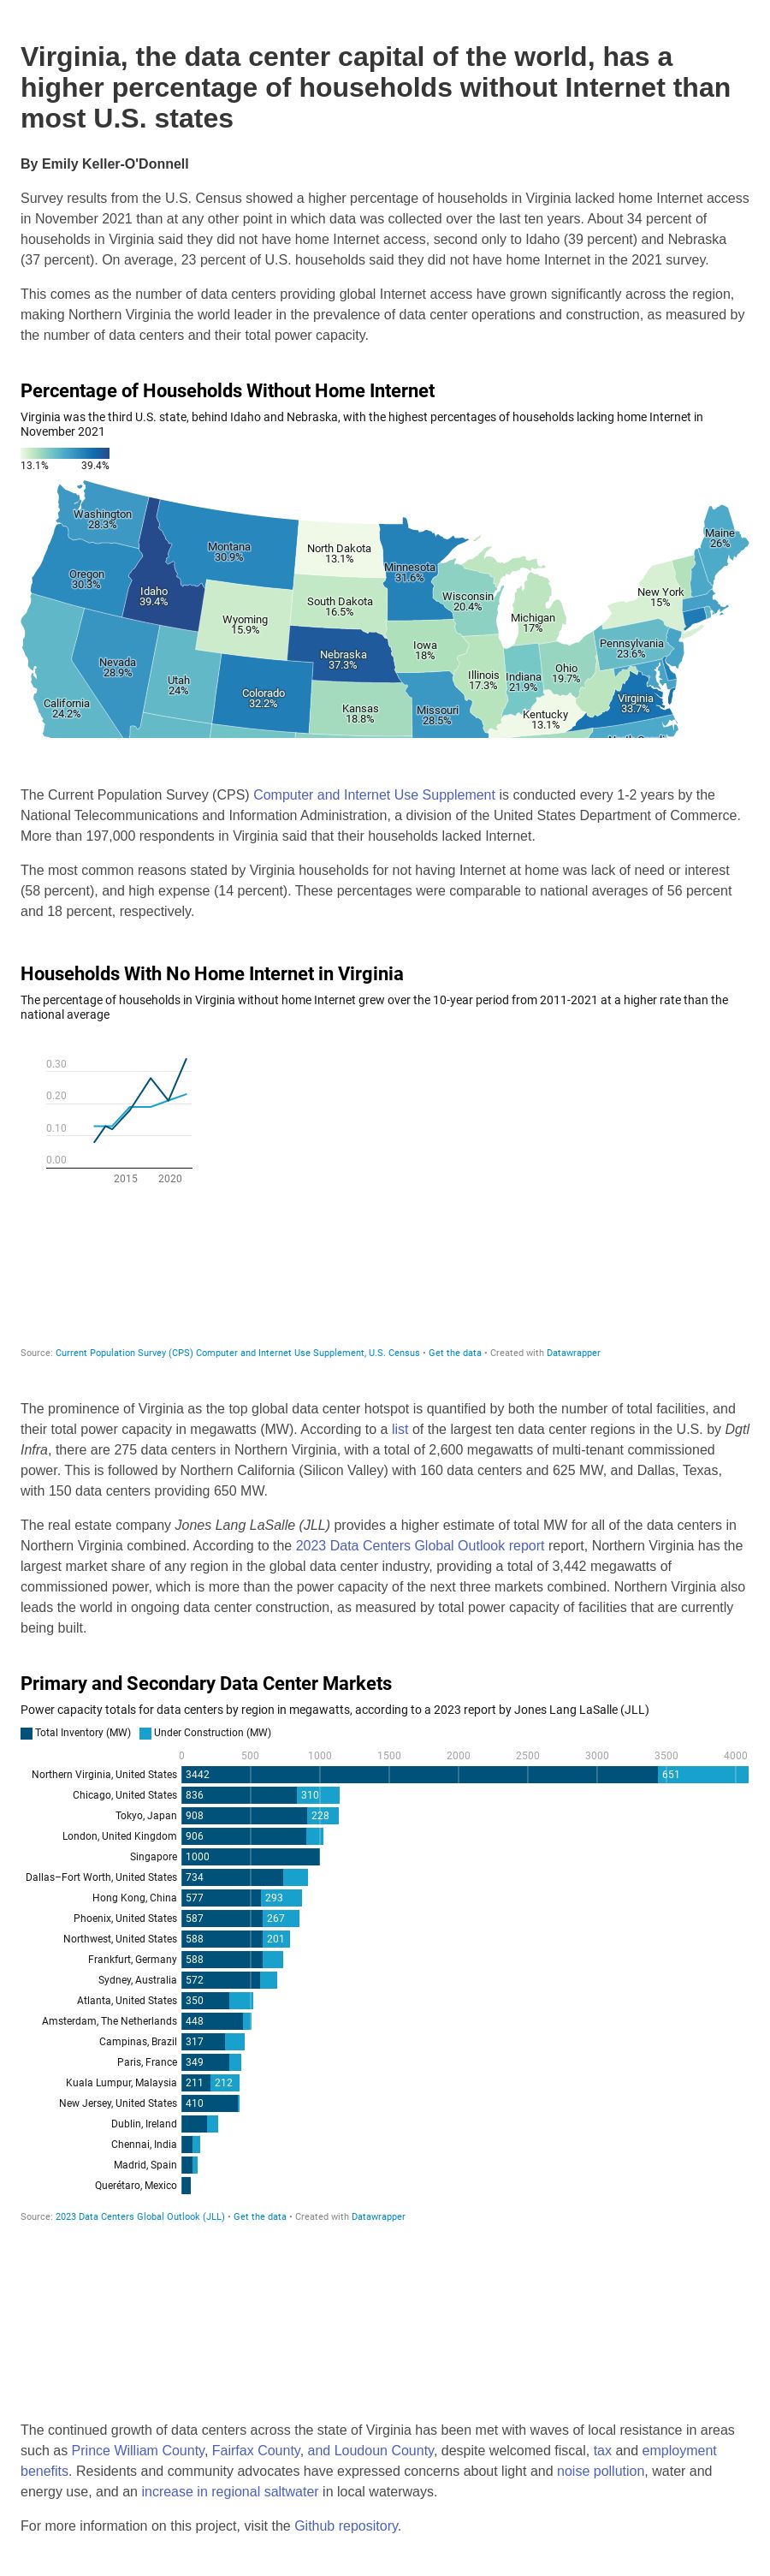 Virginia, the data center capital of the world, has a
higher percentage of households without Internet than
most U.S. states
By Emily Keller-O'Donnell
Survey results from the U.S. Census showed a higher percentage of households in Virginia lacked home Internet access
in November 2021 than at any other point in which data was collected over the last ten years. About 34 percent of
households in Virginia said they did not have home Internet access, second only to Idaho (39 percent) and Nebraska
(37 percent). On average, 23 percent of U.S. households said they did not have home Internet in the 2021 survey.
This comes as the number of data centers providing global Internet access have grown significantly across the region,
making Northern Virginia the world leader in the prevalence of data center operations and construction, as measured by
the number of data centers and their total power capacity.
Percentage of Households Without Home Internet
Virginia was the third U.S. state, behind Idaho and Nebraska, with the highest percentages of households lacking home Internet in
November 2021
13.1% 39.4%
Washington
28.3%
Maine
26%
Montana
30.9%
North Dakota
13.1%
Minnesota
31.6%
Oregon
30.3%
Idaho
39.4%
Wisconsin
20.4%
New York
15%
South Dakota
16.5%
Wyoming
15.9%
Michigan
17%
Iowa
18%
Pennsylvania
23.6%
Nebraska
37.3%
Nevada
28.9%
Utah
24%
Illinois
17.3%
Indiana
21.9%
Ohio
19.7%
Colorado
32.2%
California
24.2%
Kansas
18.8%
Missouri
28.5%
Kentucky
13.1%
Virginia
33.7%
The Current Population Survey (CPS) Computer and Internet Use Supplement is conducted every 1-2 years by the
National Telecommunications and Information Administration, a division of the United States Department of Commerce.
More than 197,000 respondents in Virginia said that their households lacked Internet.
The most common reasons stated by Virginia households for not having Internet at home was lack of need or interest
(58 percent), and high expense (14 percent). These percentages were comparable to national averages of 56 percent
and 18 percent, respectively.
Households With No Home Internet in Virginia
The percentage of households in Virginia without home Internet grew over the 10-year period from 2011-2021 at a higher rate than the
national average
0.30
0.20
0.10
0.00
2015 2020
Source: Current Population Survey (CPS) Computer and Internet Use Supplement, U.S. Census • Get the data • Created with Datawrapper
The prominence of Virginia as the top global data center hotspot is quantified by both the number of total facilities, and
their total power capacity in megawatts (MW). According to a list of the largest ten data center regions in the U.S. by Dgtl
Infra, there are 275 data centers in Northern Virginia, with a total of 2,600 megawatts of multi-tenant commissioned
power. This is followed by Northern California (Silicon Valley) with 160 data centers and 625 MW, and Dallas, Texas,
with 150 data centers providing 650 MW.
The real estate company Jones Lang LaSalle (JLL) provides a higher estimate of total MW for all of the data centers in
Northern Virginia combined. According to the 2023 Data Centers Global Outlook report report, Northern Virginia has the
largest market share of any region in the global data center industry, providing a total of 3,442 megawatts of
commissioned power, which is more than the power capacity of the next three markets combined. Northern Virginia also
leads the world in ongoing data center construction, as measured by total power capacity of facilities that are currently
being built.
Primary and Secondary Data Center Markets
Power capacity totals for data centers by region in megawatts, according to a 2023 report by Jones Lang LaSalle (JLL)
Total Inventory (MW) Under Construction (MW)
0 500 1000 1500 2000 2500 3000 3500 4000
Northern Virginia, United States 3442 651
Chicago, United States 836 310
Tokyo, Japan 908 228
London, United Kingdom 906
Singapore 1000
Dallas–Fort Worth, United States 734
Hong Kong, China 577 293
Phoenix, United States 587 267
Northwest, United States 588 201
Frankfurt, Germany 588
Sydney, Australia 572
Atlanta, United States 350
Amsterdam, The Netherlands 448
Campinas, Brazil 317
Paris, France 349
Kuala Lumpur, Malaysia 211 212
New Jersey, United States 410
Dublin, Ireland
Chennai, India
Madrid, Spain
Querétaro, Mexico
Source: 2023 Data Centers Global Outlook (JLL) • Get the data • Created with Datawrapper
The continued growth of data centers across the state of Virginia has been met with waves of local resistance in areas
such as Prince William County, Fairfax County, and Loudoun County, despite welcomed fiscal, tax and employment
benefits. Residents and community advocates have expressed concerns about light and noise pollution, water and
energy use, and an increase in regional saltwater in local waterways.
For more information on this project, visit the Github repository.